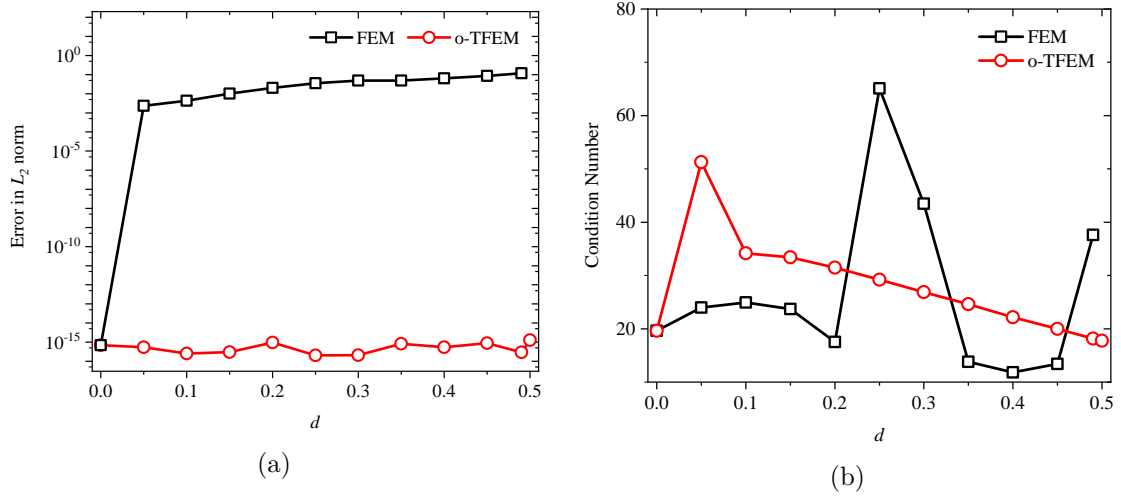 FEM o-TFEM
10^0
10^-5
10^-10
10^-15
Error in L_2 norm
0.0 0.1 0.2 0.3 0.4 0.5
d
(a)
80
60
40
20
Condition Number
FEM
o-TFEM
0.0 0.1 0.2 0.3 0.4 0.5
d
(b)